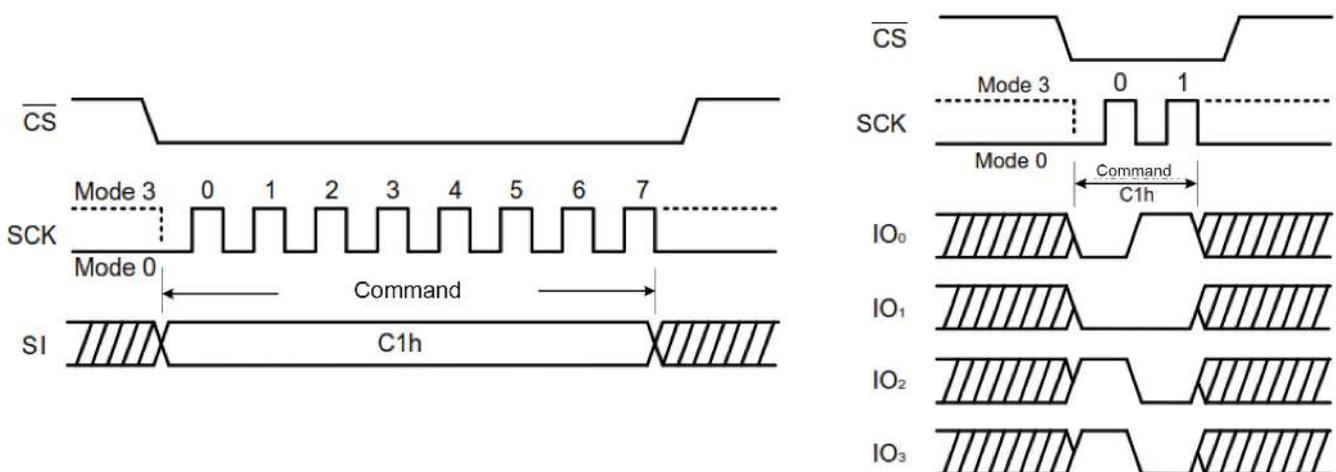 CS
Mode 3 0 1 2 3 4 5 6 7
SCK
Mode 0
Command
SI C1h
CS
Mode 3 0 1
SCK
Mode 0
Command
C1h
IO₀
IO₁
IO₂
IO₃